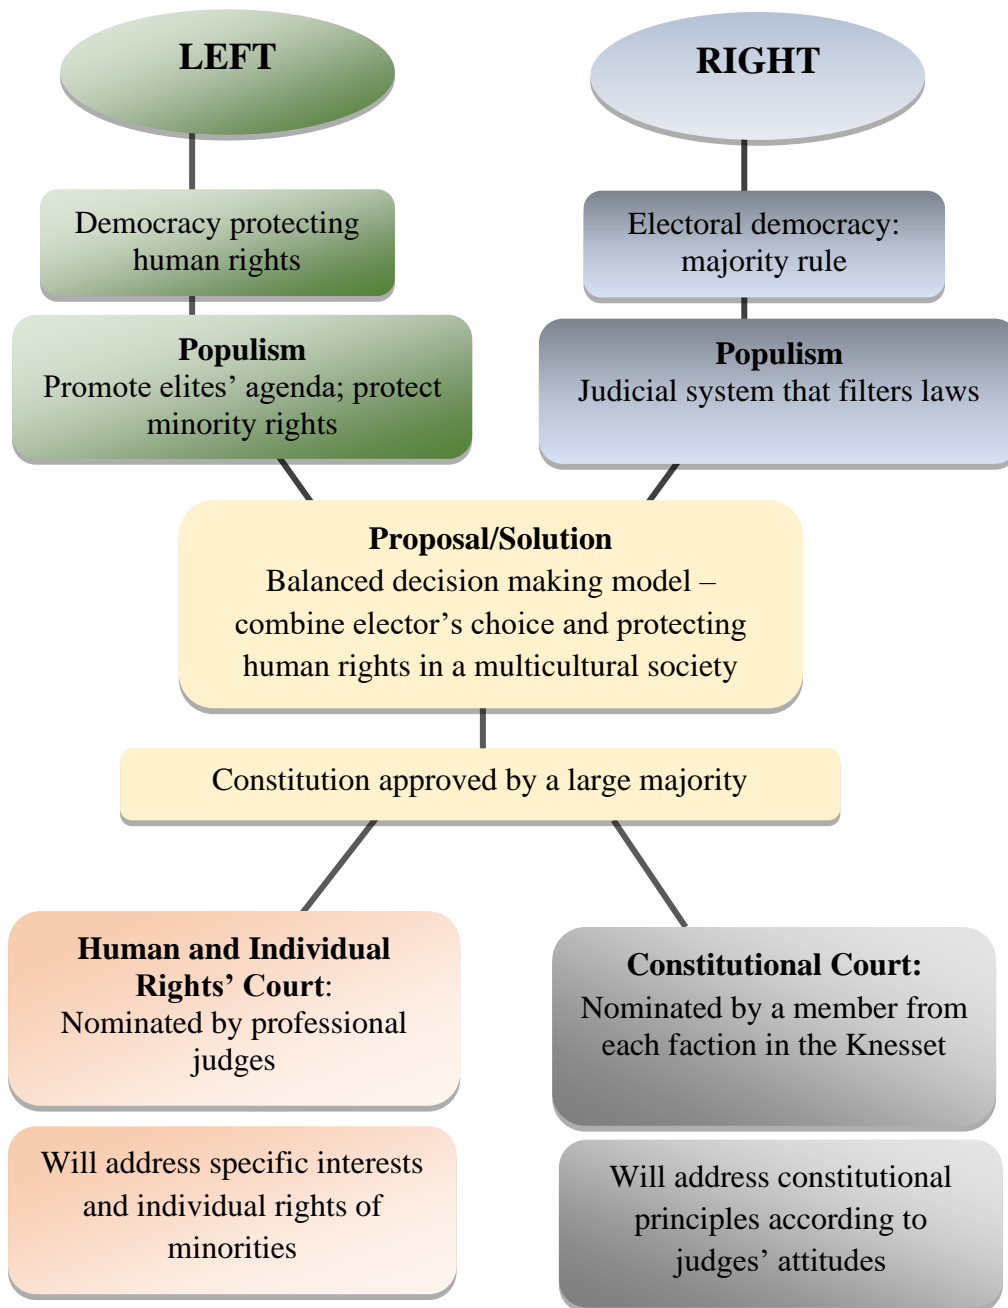 LEFT
RIGHT
Democracy protecting
human rights
Electoral democracy:
majority rule
Populism
Promote elites’ agenda; protect
minority rights
Populism
Judicial system that filters laws
Proposal/Solution
Balanced decision making model –
combine elector’s choice and protecting
human rights in a multicultural society
Constitution approved by a large majority
Human and Individual
Rights’ Court:
Nominated by professional
judges
Constitutional Court:
Nominated by a member from
each faction in the Knesset
Will address specific interests
and individual rights of
minorities
Will address constitutional
principles according to
judges’ attitudes